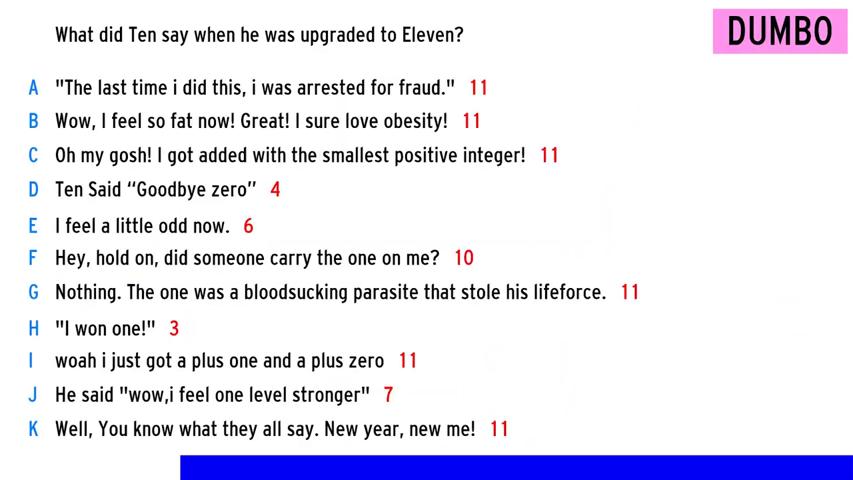 What did Ten say when he was upgraded to Eleven?
DUMBO
A "The last time i did this, i was arrested for fraud." 11
B Wow, I feel so fat now! Great! I sure love obesity! 11
C Oh my gosh! I got added with the smallest positive integer! 11
D Ten Said “Goodbye zero” 4
E I feel a little odd now. 6
F Hey, hold on, did someone carry the one on me? 10
G Nothing. The one was a bloodsucking parasite that stole his lifeforce. 11
H "I won one!" 3
I woah i just got a plus one and a plus zero 11
J He said "wow,i feel one level stronger" 7
K Well, You know what they all say. New year, new me! 11